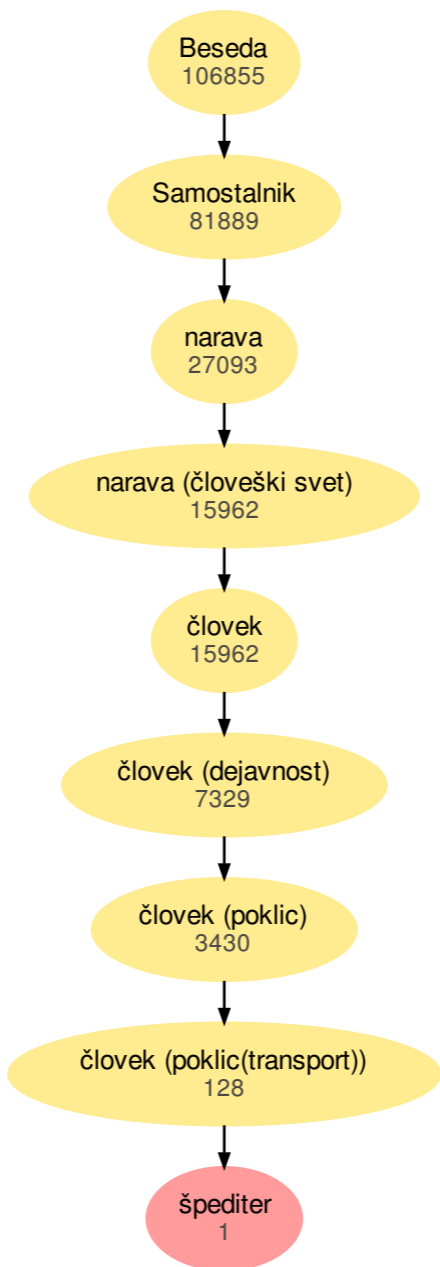 Beseda
106855
Samostalnik
81889
narava
27093
narava (človeški svet)
15962
človek
15962
človek (dejavnost)
7329
človek (poklic)
3430
človek (poklic(transport))
128
špediter
1